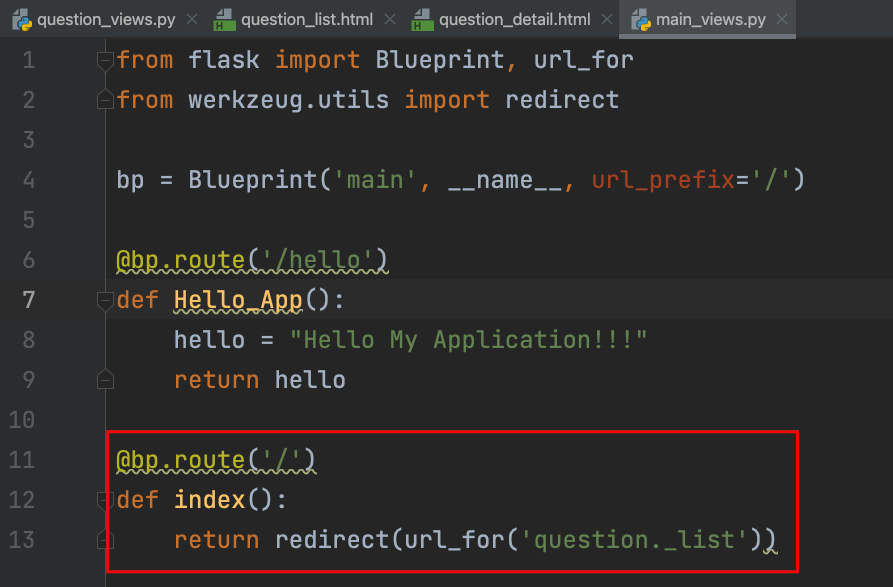 question_views.py question_list.html question_detail.html main_views.py
1 from flask import Blueprint, url_for
2 from werkzeug.utils import redirect
3
4 bp = Blueprint('main', __name__, url_prefix='/')
5
6 @bp.route('/hello')
7 def Hello_App():
8     hello = "Hello My Application!!!"
9     return hello
10
11 @bp.route('/')
12 def index():
13     return redirect(url_for('question._list'))